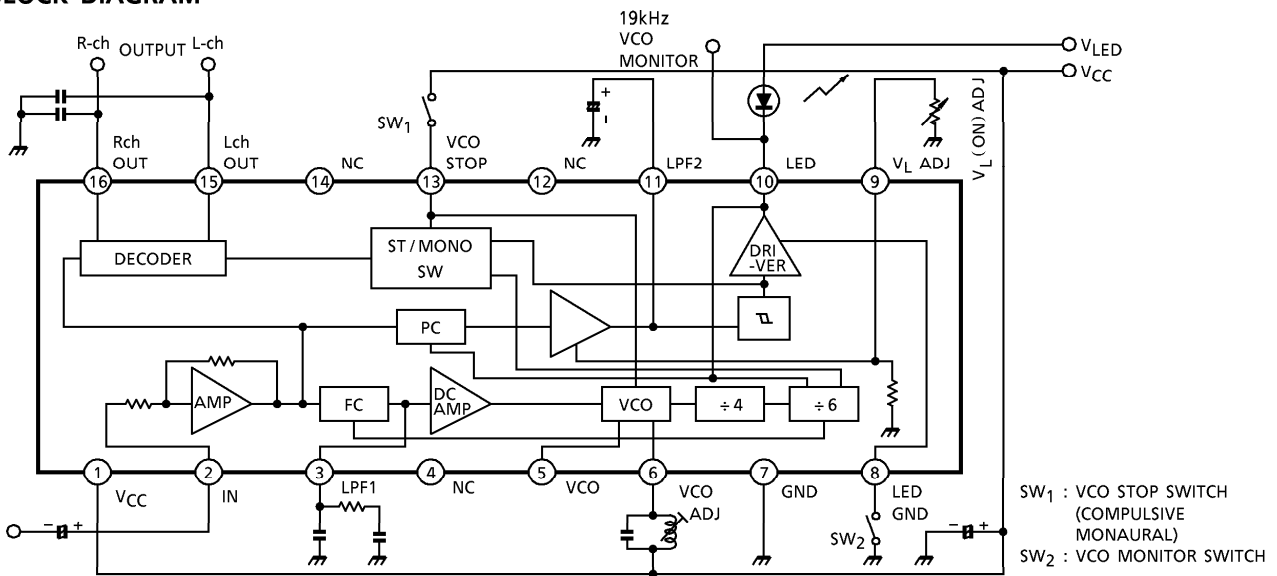 BLOCK DIAGRAM
19kHz
VCO
MONITOR
R-ch OUTPUT L-ch
VLED
VCC
SW1
+
-
VL (ON) ADJ
Rch
OUT
Lch
OUT
NC
VCO
STOP
NC
LPF2
LED
VL ADJ
16
15
14
13
12
11
10
9
DECODER
ST / MONO
SW
DRI
-VER
PC
AMP
FC
DC
AMP
VCO
÷4
÷6
1
2
3
4
5
6
7
8
VCC
IN
LPF1
NC
VCO
VCO
ADJ
GND
LED
GND
- +
SW2
- +
SW1 : VCO STOP SWITCH
(COMPULSIVE
MONAURAL)
SW2 : VCO MONITOR SWITCH